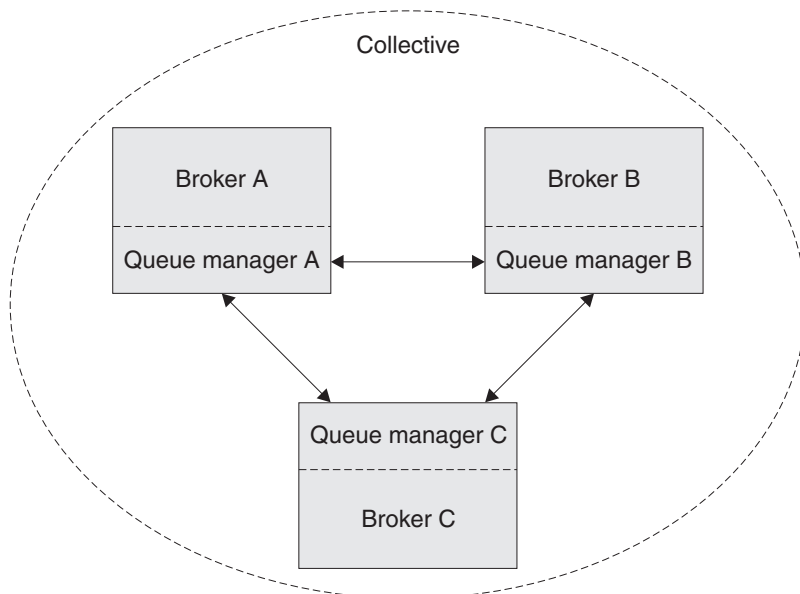 Collective
Broker A
Broker B
Queue manager A
Queue manager B
Queue manager C
Broker C